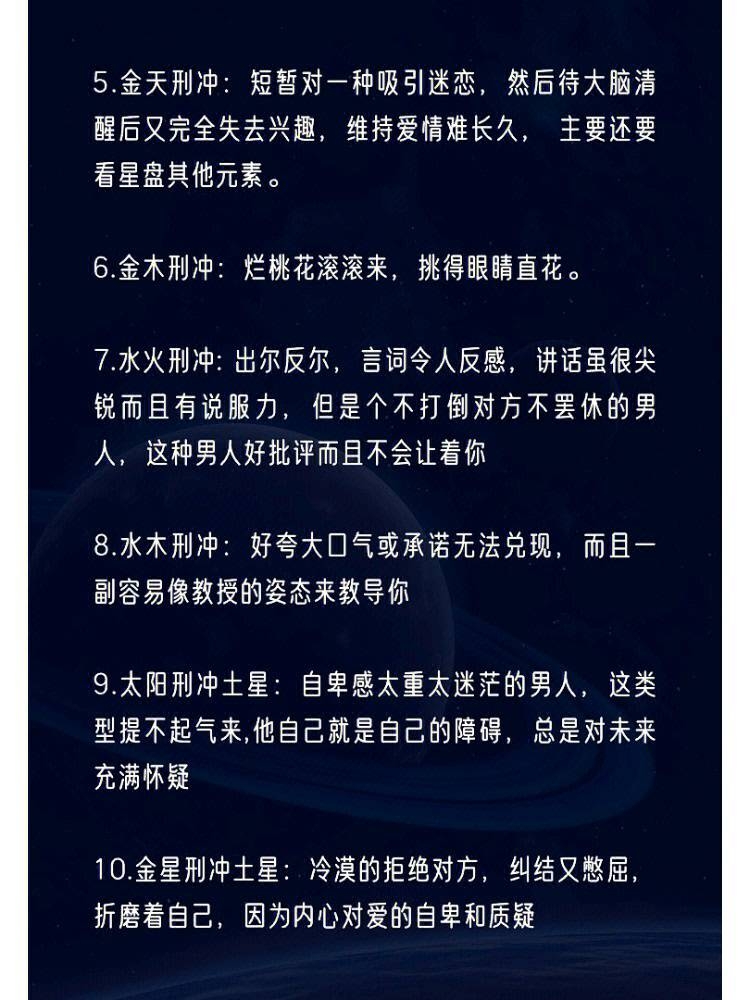 5.金天刑冲：短暂对一种吸引迷恋，然后待大脑清
醒后又完全失去兴趣，维持爱情难长久， 主要还要
看星盘其他元素。
6.金木刑冲：烂桃花滚滚来，挑得眼睛直花。
7.水火刑冲: 出尔反尔，言词令人反感，讲话虽很尖
锐而且有说服力，但是个不打倒对方不罢休的男
人，这种男人好批评而且不会让着你
8.水木刑冲：好夸大口气或承诺无法兑现，而且一
副容易像教授的姿态来教导你
9.太阳刑冲土星：自卑感太重太迷茫的男人，这类
型提不起气来,他自己就是自己的障碍，总是对未来
充满怀疑
10.金星刑冲土星：冷漠的拒绝对方，纠结又憋屈，
折磨着自己，因为内心对爱的自卑和质疑